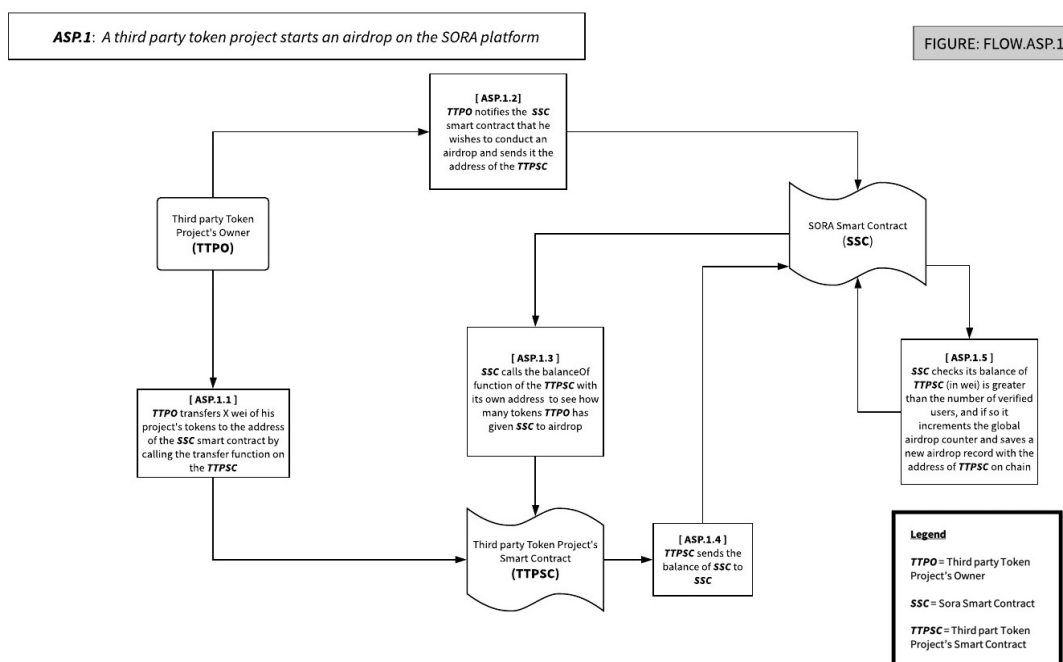 ASP.1: A third party token project starts an airdrop on the SORA platform
FIGURE: FLOW.ASP.1
[ ASP.1.2]
TTPO notifies the SSC
smart contract that he
wishes to conduct an
airdrop and sends it the
address of the TTPSC
Third party Token
Project's Owner
(TTPO)
SORA Smart Contract
(SSC)
[ ASP.1.3 ]
SSC calls the balanceOf
function of the TTPSC with
its own address to see how
many tokens TTPO has
given SSC to airdrop
[ ASP.1.5 ]
SSC checks its balance of
TTPSC (in wei) is greater
than the number of verified
users, and if so it
increments the global
airdrop counter and saves a
new airdrop record with the
address of TTPSC on chain
[ ASP.1.1 ]
TTPO transfers X wei of his
project's tokens to the address
of the SSC smart contract by
calling the transfer function on
the TTPSC
Third party Token Project's
Smart Contract
(TTPSC)
[ ASP.1.4 ]
TTPSC sends the
balance of SSC to
SSC
Legend
TTPO = Third party Token
Project's Owner
SSC = Sora Smart Contract
TTPSC = Third part Token
Project's Smart Contract